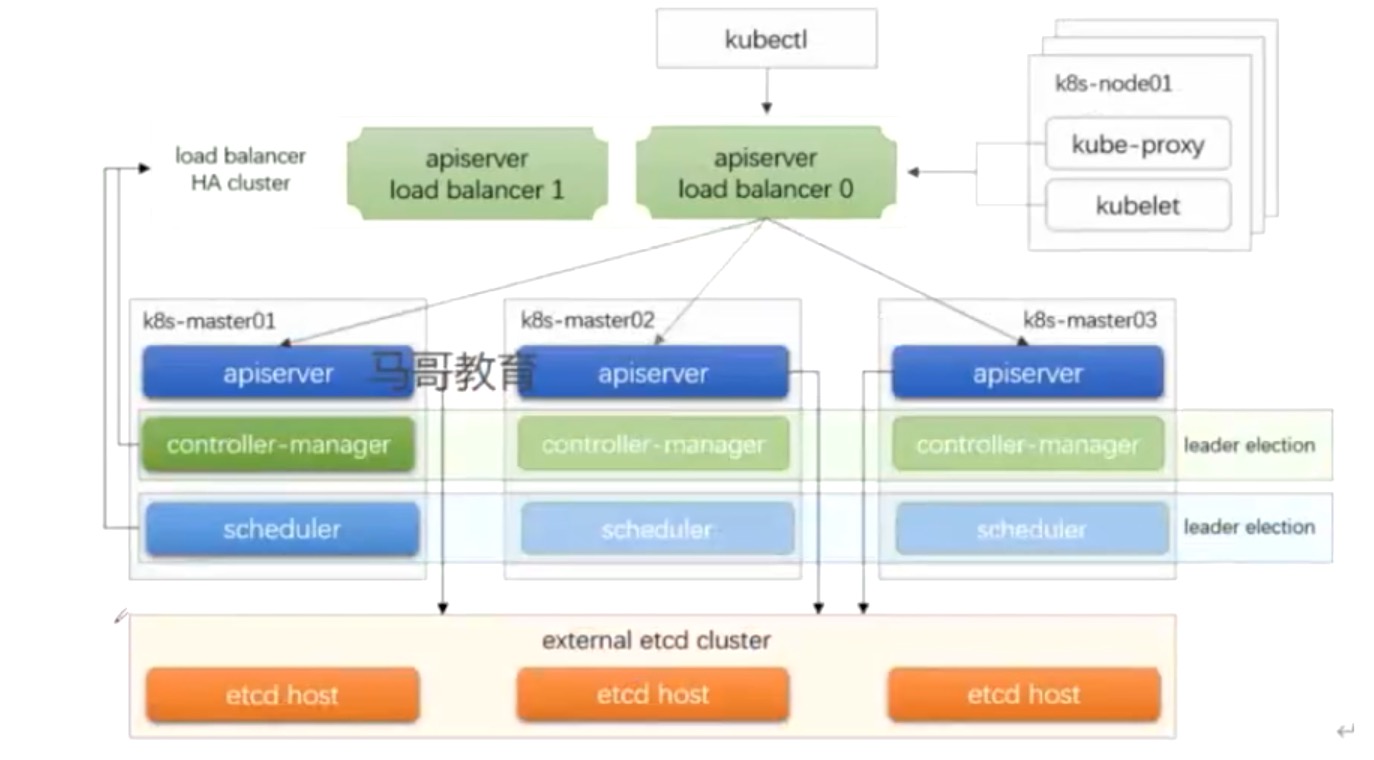 kubectl
k8s-node01
kube-proxy
kubelet
load balancer
HA cluster
apiserver
load balancer 1
apiserver
load balancer 0
k8s-master01
k8s-master02
k8s-master03
apiserver
马哥教育
apiserver
apiserver
controller-manager
controller-manager
controller-manager
leader election
scheduler
scheduler
scheduler
leader election
external etcd cluster
etcd host
etcd host
etcd host